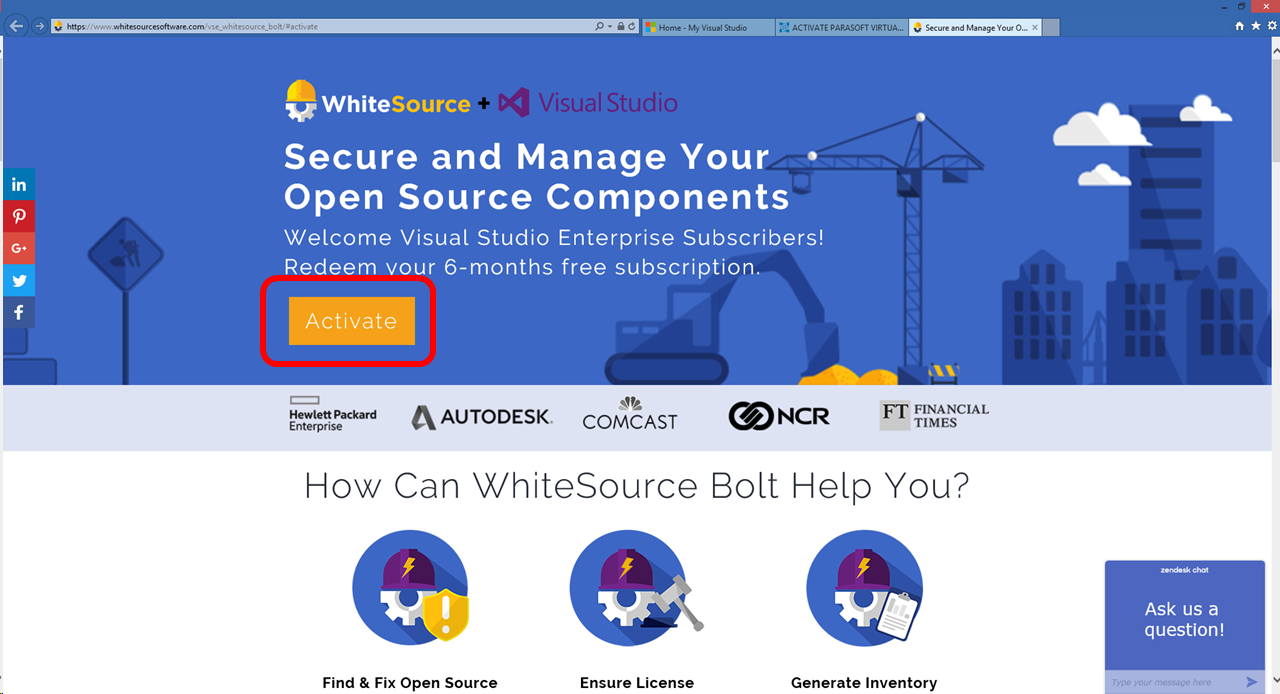 https://www.whitesourcesoftware.com/vse_whitesource_bolt/#activate
Home - My Visual Studio
ACTIVATE PARASOFT VIRTUA...
Secure and Manage Your O...
WhiteSource + Visual Studio
Secure and Manage Your
Open Source Components
Welcome Visual Studio Enterprise Subscribers!
Redeem your 6-months free subscription.
Activate
in
G+
f
Hewlett Packard
Enterprise
AUTODESK.
COMCAST
NCR
FT FINANCIAL
TIMES
How Can WhiteSource Bolt Help You?
zendesk chat
Ask us a
question!
Type your message here
Find & Fix Open Source
Ensure License
Generate Inventory